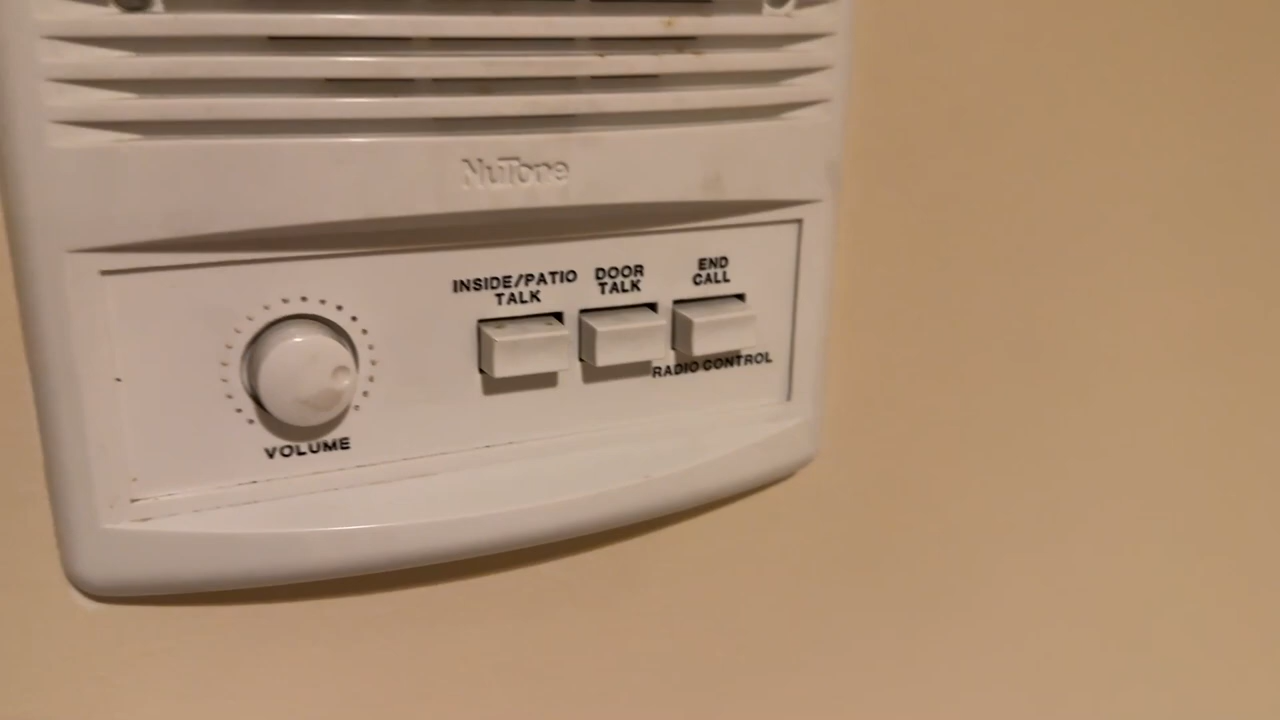 NuTone
INSIDE/PATIO
TALK
DOOR
TALK
END
CALL
RADIO CONTROL
VOLUME